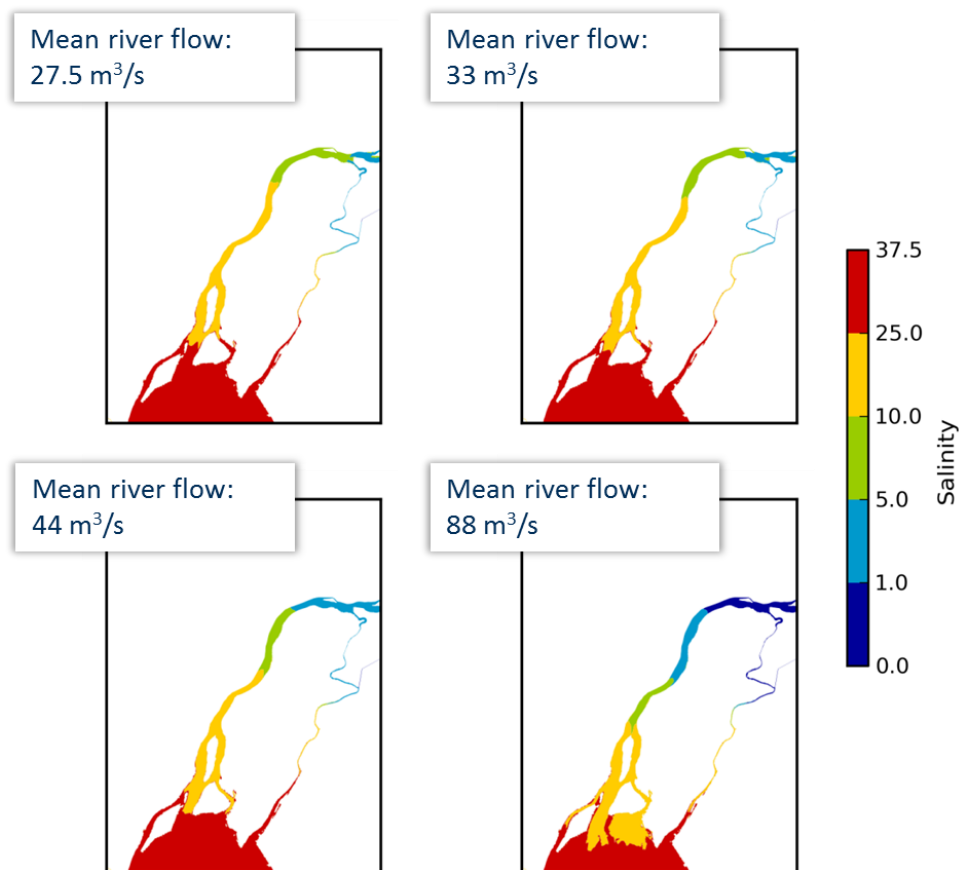 Mean river flow:
27.5 m³/s
Mean river flow:
33 m³/s
37.5
25.0
10.0
5.0
1.0
0.0
Salinity
Mean river flow:
44 m³/s
Mean river flow:
88 m³/s